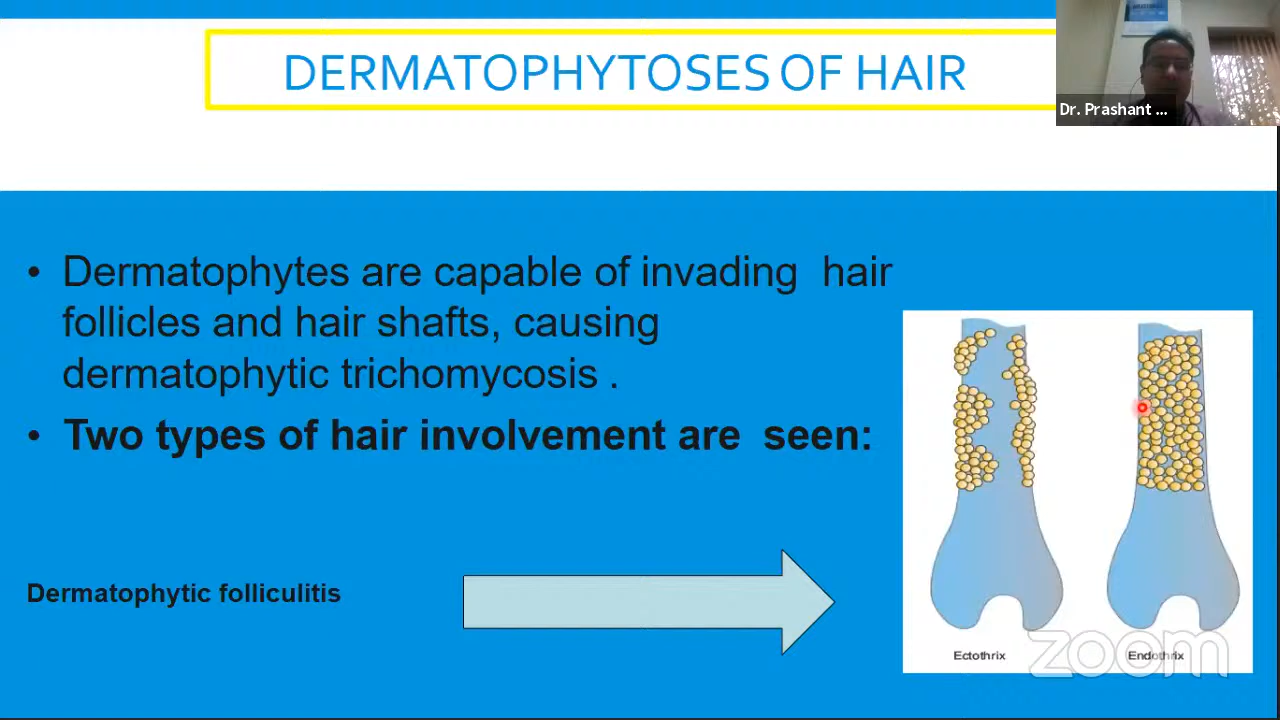 DERMATOPHYTOSES OF HAIR
Dr. Prashant ...
• Dermatophytes are capable of invading hair
follicles and hair shafts, causing
dermatophytic trichomycosis .
• Two types of hair involvement are seen:
Dermatophytic folliculitis
Ectothrix
Endothrix
zoom